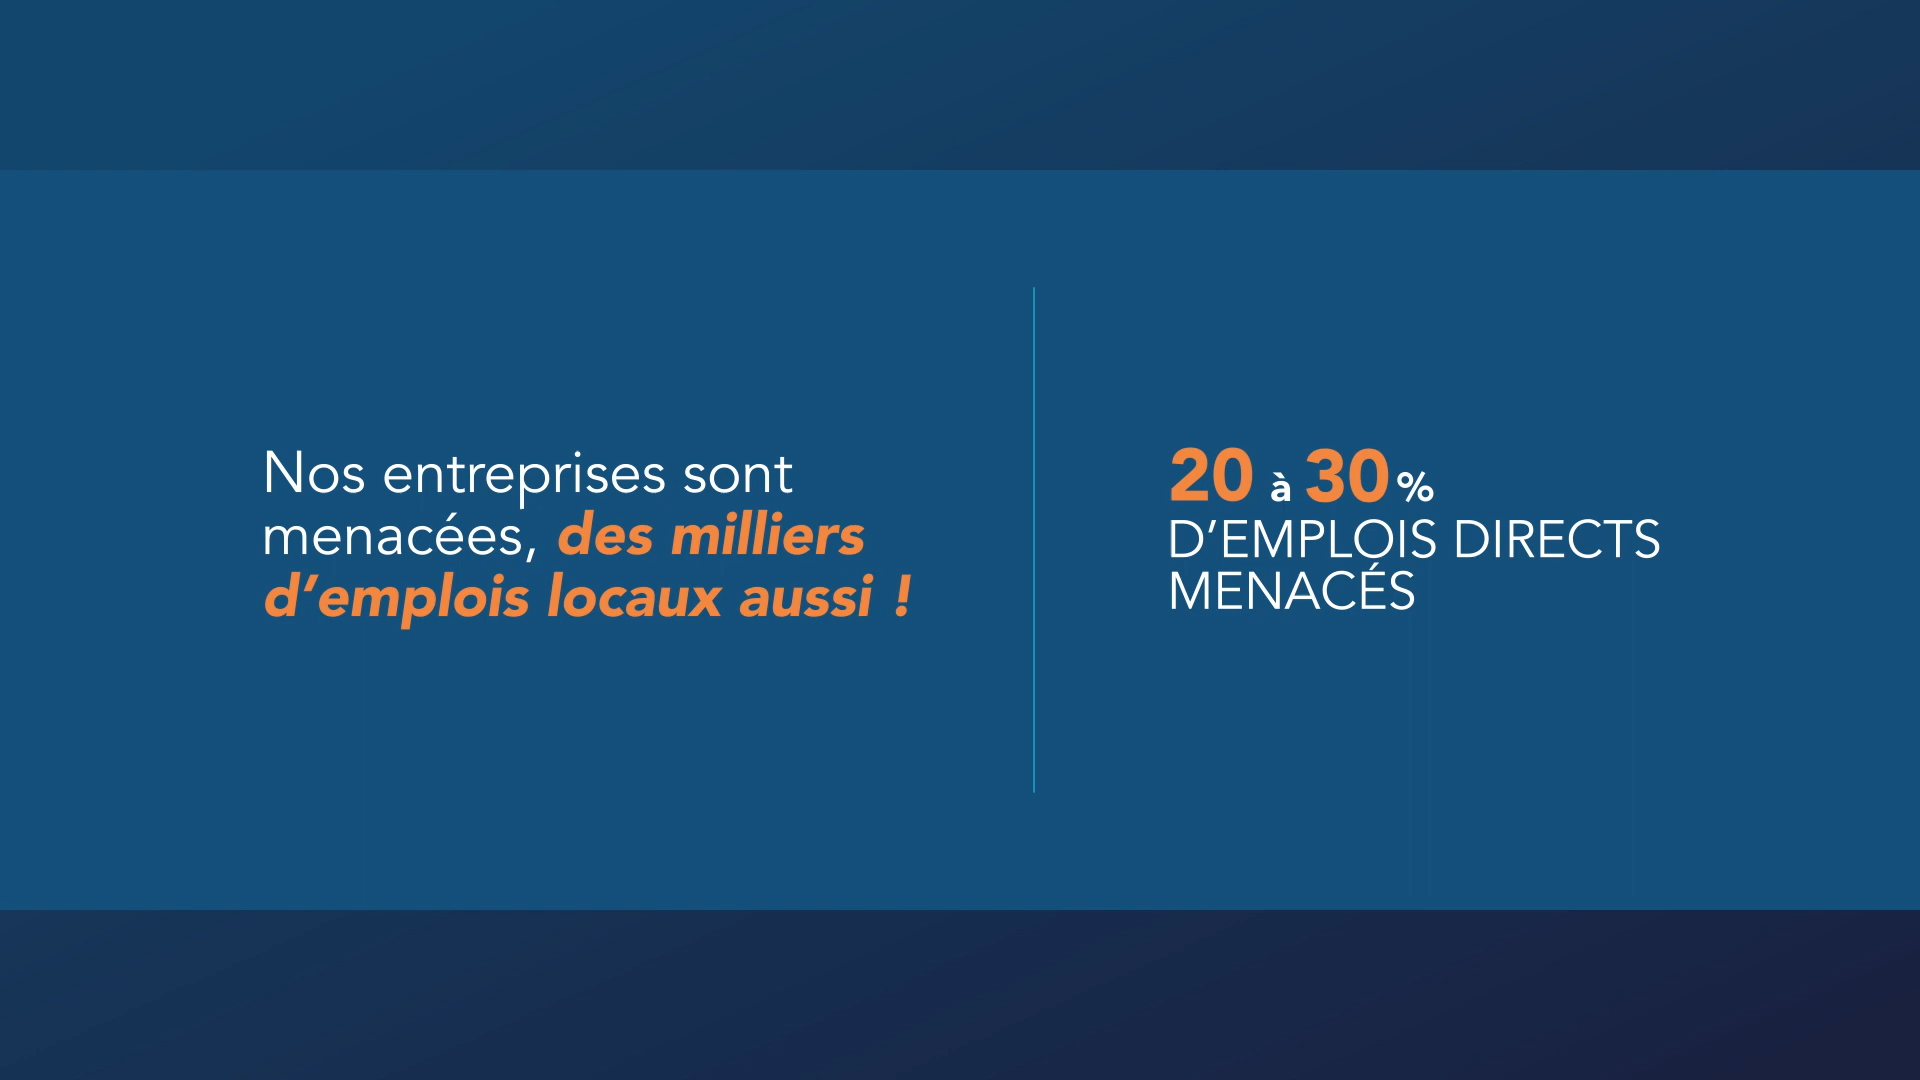 Nos entreprises sont
menacées, des milliers
d’emplois locaux aussi !
20 à 30 %
D’EMPLOIS DIRECTS
MENACÉS